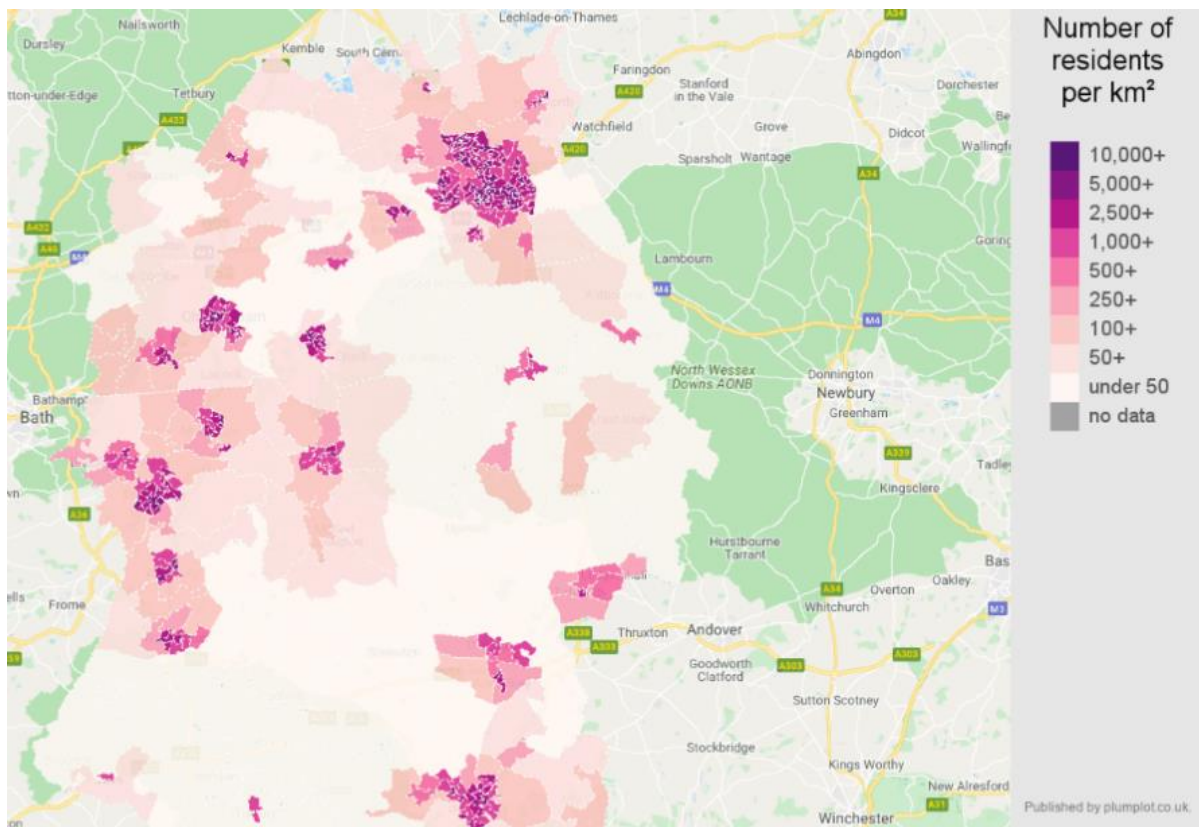 Nailsworth
Lechlade-on-Thames
A34
Dursley
Kemble
South Cern
Abingdon
Faringdon
tton-under-Edge
Tetbury
A420
Stanford
in the Vale
Dorchester
A433
Watchfield
Grove
Didcot
Wallingf
A420
Sparsholt
Wantage
A34
A432
A46
M4
Goring
Lambourn
M4
M4
North Wessex
Downs AONB
Donnington
Newbury
Greenham
Bathamp
Bath
A339
Tadley
Kingsclere
A36
Hurstbourne
Tarrant
Bas
Oakley
ells
Frome
A34
Overton
Whitchurch
M3
A338
Thruxton
Andover
A303
A303
A303
Goodworth
Clatford
Sutton Scotney
Stockbridge
Kings Worthy
New Alresford
A31
Winchester
Number of
residents
per km²
10,000+
5,000+
2,500+
1,000+
500+
250+
100+
50+
under 50
no data
Published by plumplot.co.uk.